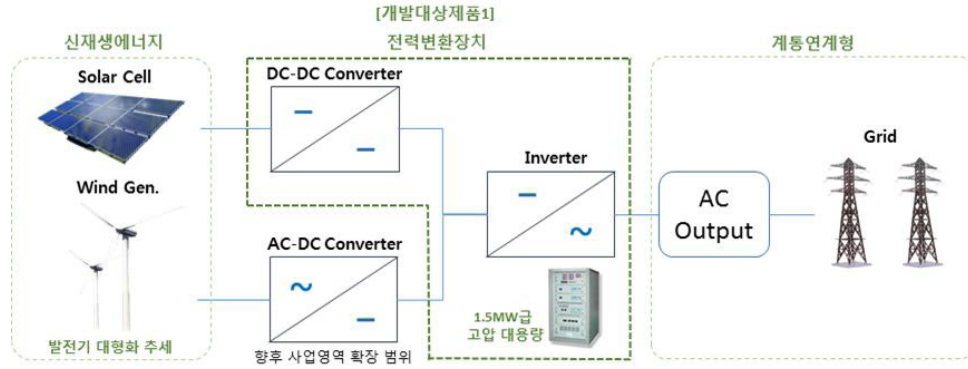 [개발대상제품1]
신재생에너지
전력변환장치
계통연계형
Solar Cell
DC-DC Converter
Inverter
Grid
Wind Gen.
AC
Output
AC-DC Converter
1.5MW급
고압 대용량
발전기 대형화 추세
향후 사업영역 확장 범위